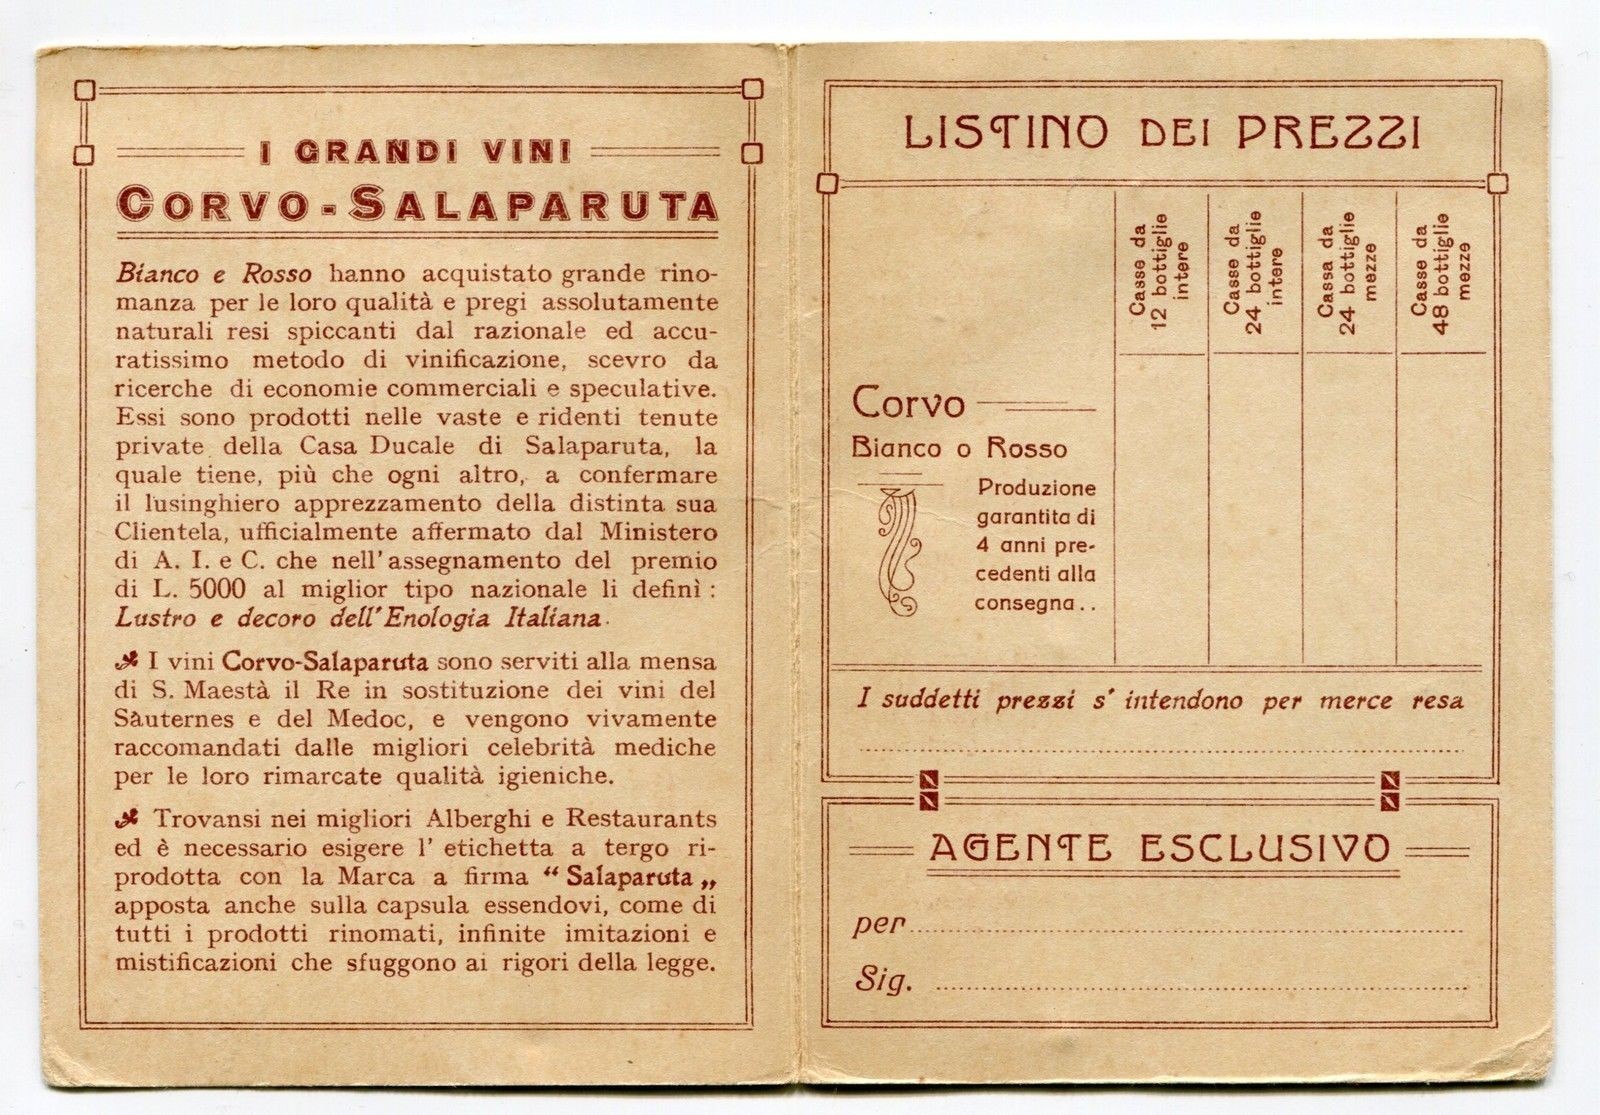 I GRANDI VINI
CORVO-SALAPARUTA
Bianco e Rosso hanno acquistato grande rino-
manza per le loro qualità e pregi assolutamente
naturali resi spiccanti dal razionale ed accu-
ratissimo metodo di vinificazione, scevro da
ricerche di economie commerciali e speculative.
Essi sono prodotti nelle vaste e ridenti tenute
private della Casa Ducale di Salaparuta, la
quale tiene, più che ogni altro, a confermare
il lusinghiero apprezzamento della distinta sua
Clientela, ufficialmente affermato dal Ministero
di A. I. e C. che nell' assegnamento del premio
di L. 5000 al miglior tipo nazionale li definì :
Lustro e decoro dell'Enologia Italiana.
I vini Corvo-Salaparuta sono serviti alla mensa
di S. Maestà il Re in sostituzione dei vini del
Sàuternes e del Medoc, e vengono vivamente
raccomandati dalle migliori celebrità mediche
per le loro rimarcate qualità igieniche.
Trovansi nei migliori Alberghi e Restaurants
ed è necessario esigere l' etichetta a tergo ri-
prodotta con la Marca a firma “ Salaparuta „
apposta anche sulla capsula essendovi, come di
tutti i prodotti rinomati, infinite imitazioni e
mistificazioni che sfuggono ai rigori della legge.
LISTINO DEI PREZZI
Casse da
12 bottiglie
intere
Casse da
24 bottiglie
intere
Cassa da
24 bottiglie
mezze
Casse da
48 bottiglie
mezze
Corvo
Bianco o Rosso
Produzione
garantita di
4 anni pre-
cedenti alla
consegna . .
I suddetti prezzi s' intendono per merce resa
AGENTE ESCLUSIVO
per
Sig.